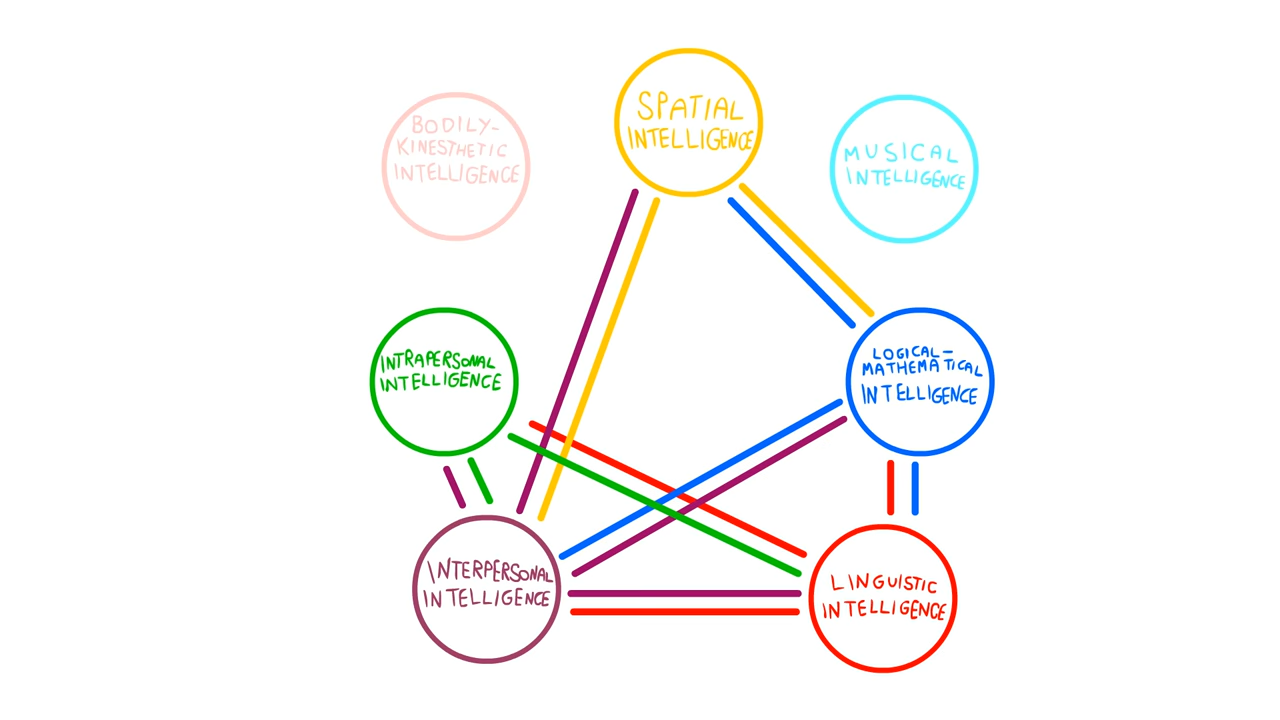 SPATIAL
INTELLIGENCE
BODILY-
KINESTHETIC
INTELLIGENCE
MUSICAL
INTELLIGENCE
INTRAPERSONAL
INTELLIGENCE
LOGICAL-
MATHEMATICAL
INTELLIGENCE
INTERPERSONAL
INTELLIGENCE
LINGUISTIC
INTELLIGENCE